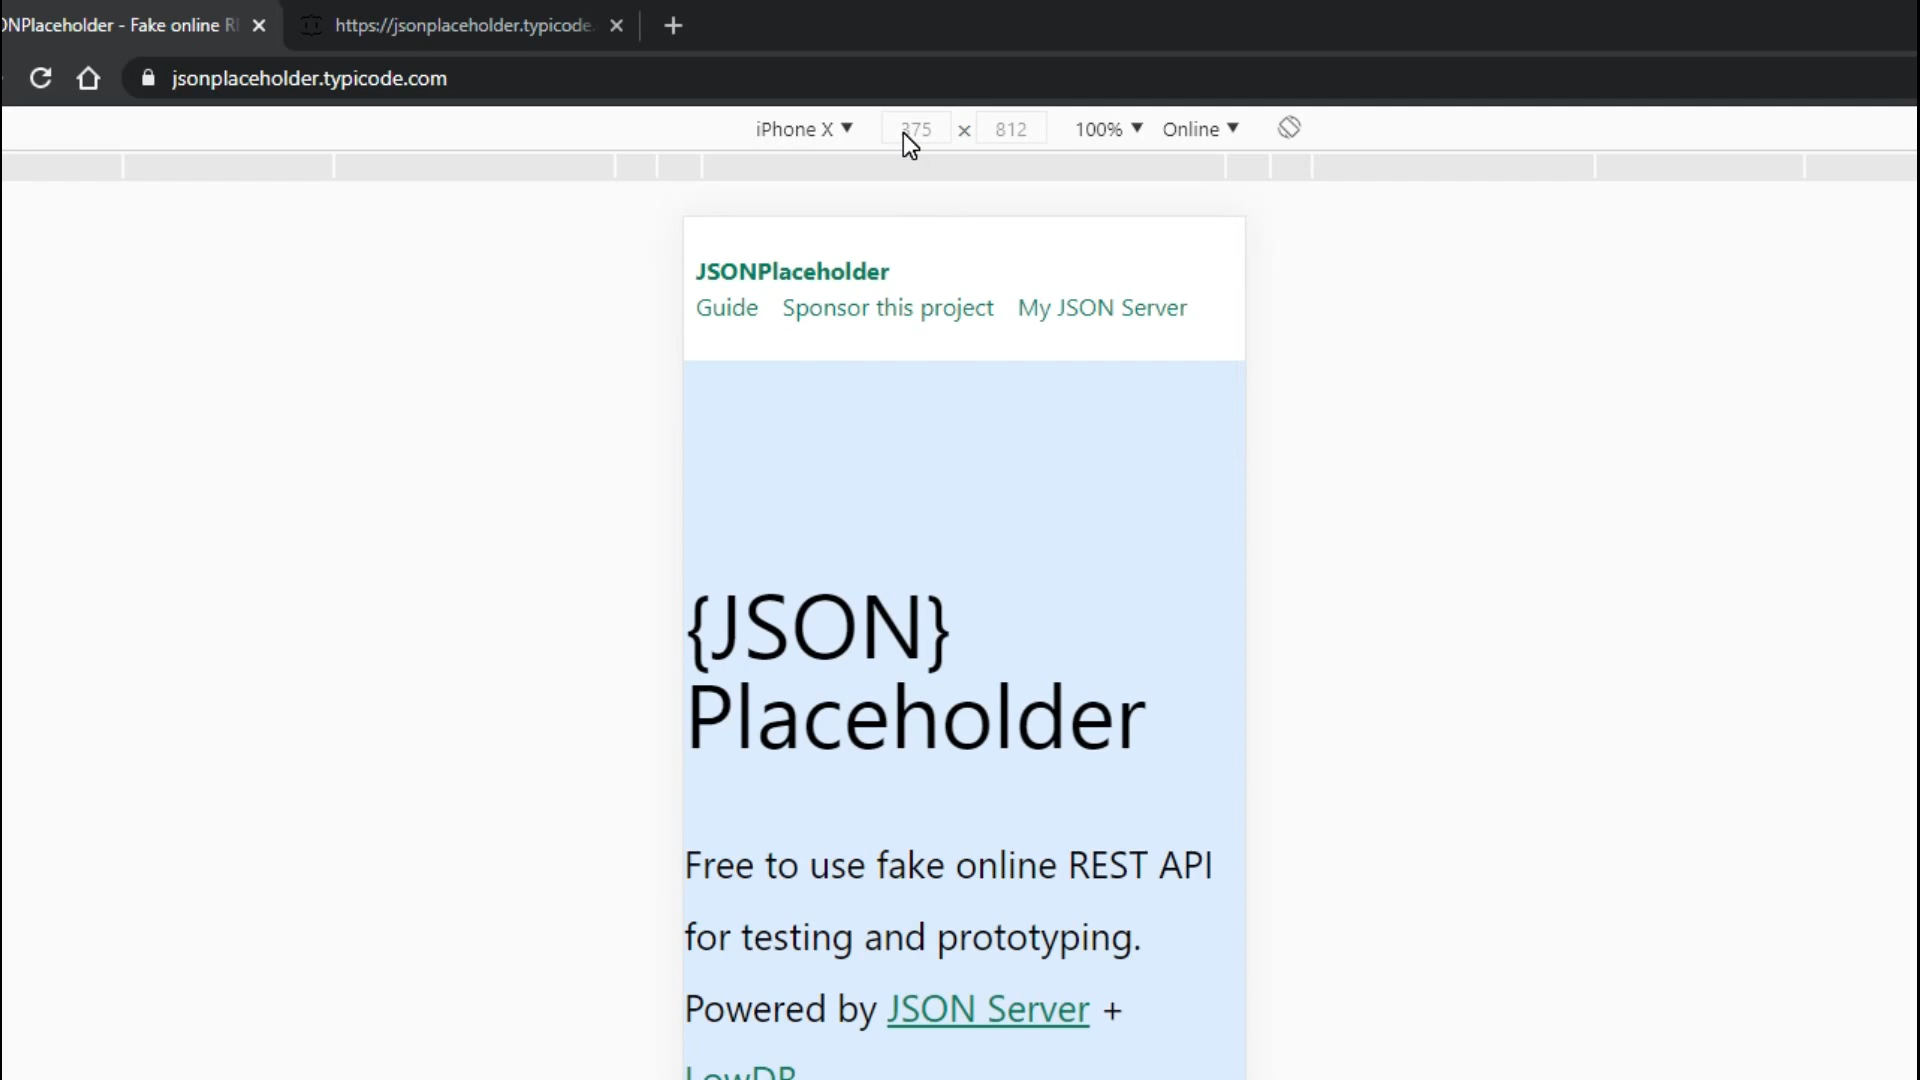 ONPlaceholder - Fake online R
https://jsonplaceholder.typicode.
jsonplaceholder.typicode.com
iPhone X ▼ 375 × 812 100% ▼ Online ▼
JSONPlaceholder
Guide Sponsor this project My JSON Server
{JSON}
Placeholder
Free to use fake online REST API
for testing and prototyping.
Powered by JSON Server +
LowDB